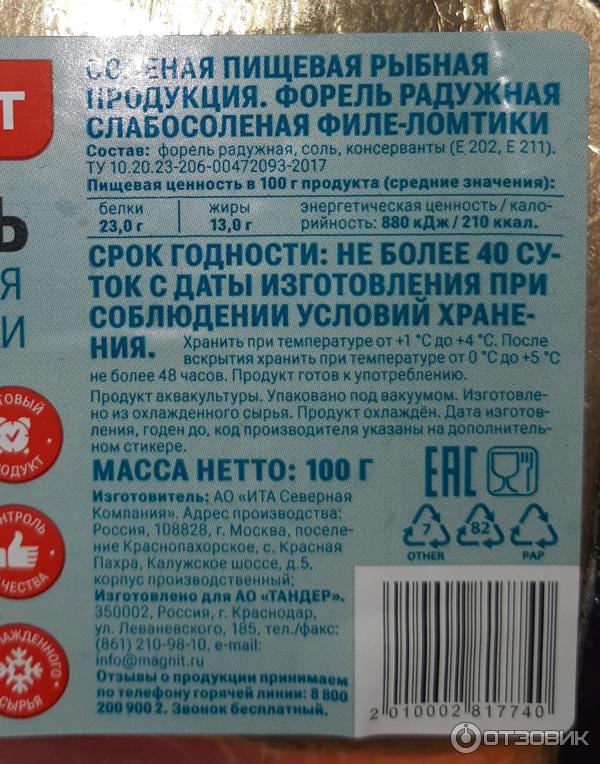 СОЛЕНАЯ ПИЩЕВАЯ РЫБНАЯ
ПРОДУКЦИЯ. ФОРЕЛЬ РАДУЖНАЯ
СЛАБОСОЛЕНАЯ ФИЛЕ-ЛОМТИКИ
Состав: форель радужная, соль, консерванты (Е 202, Е 211).
ТУ 10.20.23-206-00472093-2017
Пищевая ценность в 100 г продукта (средние значения):
белки
23,0 г
жиры
13,0 г
энергетическая ценность / кало-
рийность: 880 кДж / 210 ккал.
СРОК ГОДНОСТИ: НЕ БОЛЕЕ 40 СУ-
ТОК С ДАТЫ ИЗГОТОВЛЕНИЯ ПРИ
СОБЛЮДЕНИИ УСЛОВИЙ ХРАНЕ-
НИЯ. Хранить при температуре от +1 °С до +4 °С. После
вскрытия хранить при температуре от 0 °С до +5 °С
не более 48 часов. Продукт готов к употреблению.
Продукт аквакультуры. Упаковано под вакуумом. Изготовле-
но из охлажденного сырья. Продукт охлаждён. Дата изготов-
ления, годен до, код производителя указаны на дополнитель-
ном стикере.
МАССА НЕТТО: 100 Г
Изготовитель: АО «ИТА Северная
Компания». Адрес производства:
Россия, 108828, г. Москва, поселе-
ние Краснопахорское, с. Красная
Пахра, Калужское шоссе, д.5,
корпус производственный;
Изготовлено для АО «ТАНДЕР».
350002, Россия, г. Краснодар,
ул. Леваневского, 185, тел./факс:
(861) 210-98-10, e-mail:
info@magnit.ru
Отзывы о продукции принимаем
по телефону горячей линии: 8 800
200 900 2. Звонок бесплатный.
EAC
7
OTHER
82
PAP
2 010002 817740
Т
Ь
Я
И
ТОВЫЙ
РОДУКТ
ОНТРОЛЬ
ЧЕСТВА
ЛАЖДЕННОГО
СЫРЬЯ
ОТЗОВИК